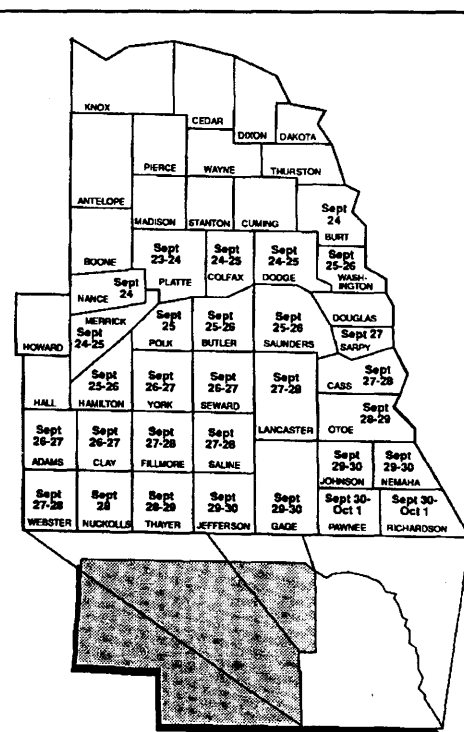 KNOX
CEDAR
DIXON
DAKOTA
PIERCE
WAYNE
THURSTON
ANTELOPE
MADISON
STANTON
CUMING
Sept
24
BURT
BOONE
Sept
23-24
PLATTE
Sept
24-25
COLFAX
Sept
24-25
DODGE
Sept
25-26
WASH-
INGTON
NANCE
Sept
24
MERRICK
Sept
24-25
Sept
25
POLK
Sept
25-26
BUTLER
Sept
25-26
SAUNDERS
DOUGLAS
Sept 27
SARPY
HOWARD
HALL
Sept
25-26
HAMILTON
Sept
26-27
YORK
Sept
26-27
SEWARD
Sept
27-28
LANCASTER
CASS
Sept
27-28
OTOE
Sept
28-29
Sept
26-27
ADAMS
Sept
26-27
CLAY
Sept
27-28
FILLMORE
Sept
27-28
SALINE
Sept
29-30
JOHNSON
Sept
29-30
NEMAHA
Sept
27-28
WEBSTER
Sept
28
NUCKOLLS
Sept
28-29
THAYER
Sept
29-30
JEFFERSON
Sept
29-30
GAGE
Sept 30-
Oct 1
PAWNEE
Sept 30-
Oct 1
RICHARDSON